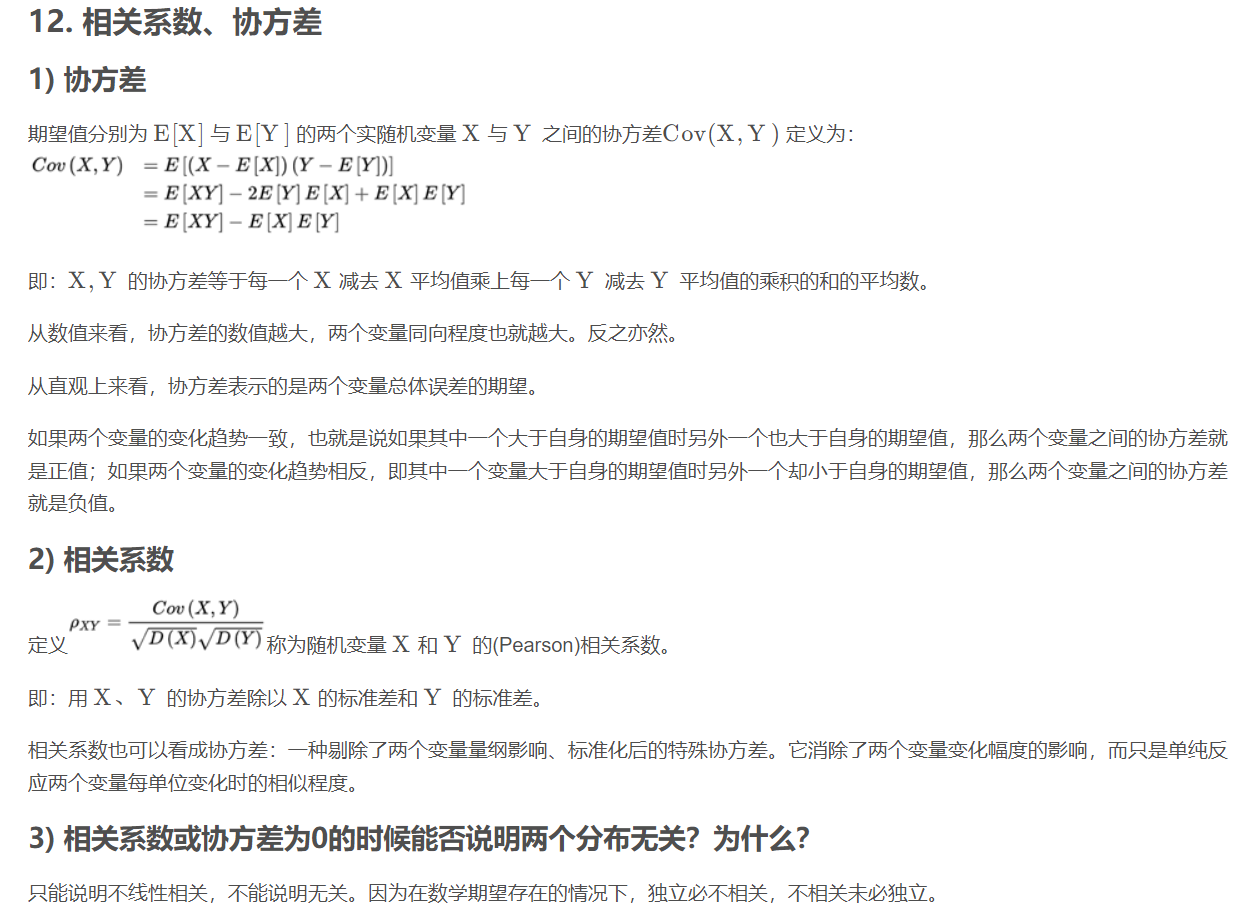 12. 相关系数、协方差
1) 协方差
期望值分别为 E[X] 与 E[Y] 的两个实随机变量 X 与 Y 之间的协方差Cov(X, Y) 定义为：
Cov (X, Y) = E [(X − E [X]) (Y − E [Y])]
= E [XY] − 2E [Y] E [X] + E [X] E [Y]
= E [XY] − E [X] E [Y]
即：X, Y 的协方差等于每一个 X 减去 X 平均值乘上每一个 Y 减去 Y 平均值的乘积的和的平均数。
从数值来看，协方差的数值越大，两个变量同向程度也就越大。反之亦然。
从直观上来看，协方差表示的是两个变量总体误差的期望。
如果两个变量的变化趋势一致，也就是说如果其中一个大于自身的期望值时另外一个也大于自身的期望值，那么两个变量之间的协方差就
是正值；如果两个变量的变化趋势相反，即其中一个变量大于自身的期望值时另外一个却小于自身的期望值，那么两个变量之间的协方差
就是负值。
2) 相关系数
定义 ρXY = Cov (X, Y) / √D (X) √D (Y) 称为随机变量 X 和 Y 的(Pearson)相关系数。
即：用 X、Y 的协方差除以 X 的标准差和 Y 的标准差。
相关系数也可以看成协方差：一种剔除了两个变量量纲影响、标准化后的特殊协方差。它消除了两个变量变化幅度的影响，而只是单纯反
应两个变量每单位变化时的相似程度。
3) 相关系数或协方差为0的时候能否说明两个分布无关？为什么？
只能说明不线性相关，不能说明无关。因为在数学期望存在的情况下，独立必不相关，不相关未必独立。